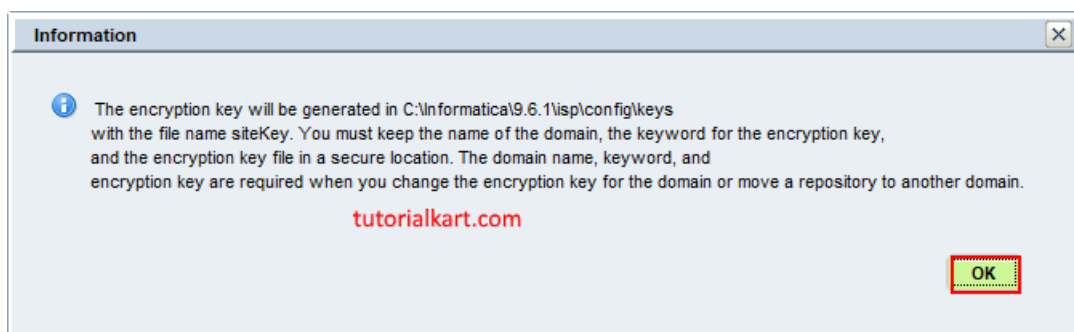 Information
The encryption key will be generated in C:\Informatica\9.6.1\isp\config\keys
with the file name siteKey. You must keep the name of the domain, the keyword for the encryption key,
and the encryption key file in a secure location. The domain name, keyword, and
encryption key are required when you change the encryption key for the domain or move a repository to another domain.
tutorialkart.com
OK